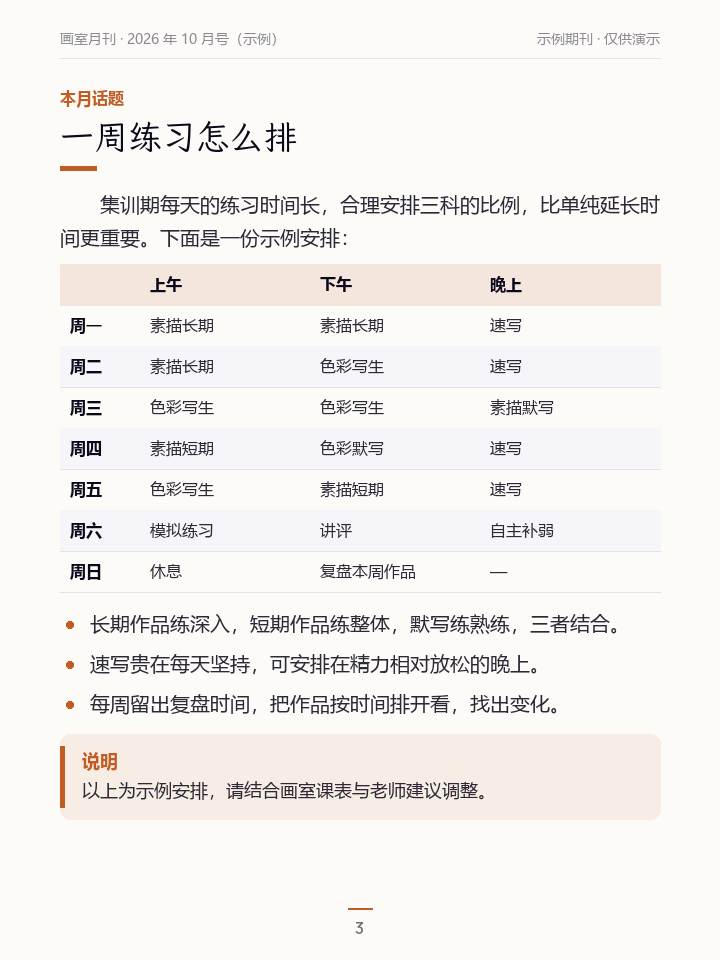 画室月刊 · 2026 年 10 月号（示例）
示例期刊 · 仅供演示
本月话题
一周练习怎么排
集训期每天的练习时间长，合理安排三科的比例，比单纯延长时
间更重要。下面是一份示例安排：
上午 下午 晚上
周一 素描长期 素描长期 速写
周二 素描长期 色彩写生 速写
周三 色彩写生 色彩写生 素描默写
周四 素描短期 色彩默写 速写
周五 色彩写生 素描短期 速写
周六 模拟练习 讲评 自主补弱
周日 休息 复盘本周作品 —
• 长期作品练深入，短期作品练整体，默写练熟练，三者结合。
• 速写贵在每天坚持，可安排在精力相对放松的晚上。
• 每周留出复盘时间，把作品按时间排开看，找出变化。
说明
以上为示例安排，请结合画室课表与老师建议调整。
3